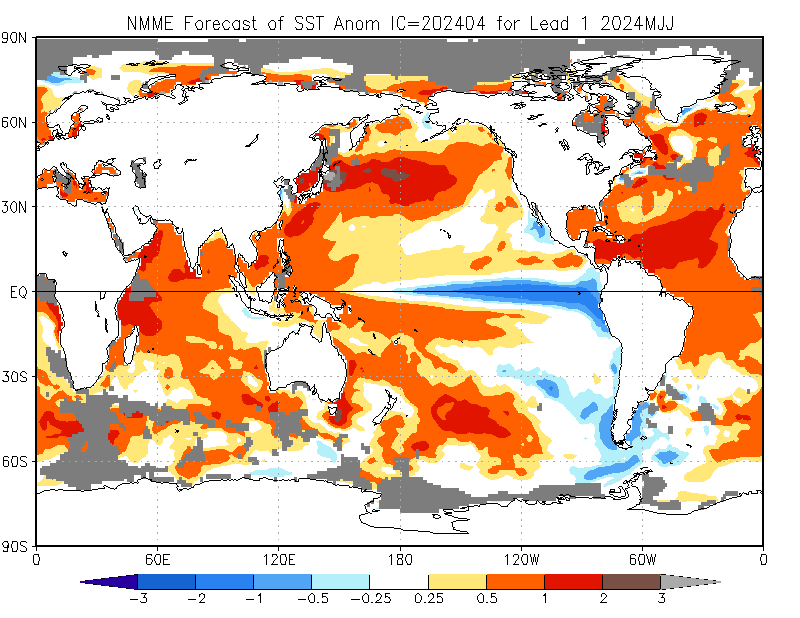 NMME Forecast of SST Anom IC=202404 for Lead 1 2024MJJ
90N
60N
30N
EQ
30S
60S
90S
0 60E 120E 180 120W 60W 0
-3 -2 -1 -0.5 -0.25 0.25 0.5 1 2 3